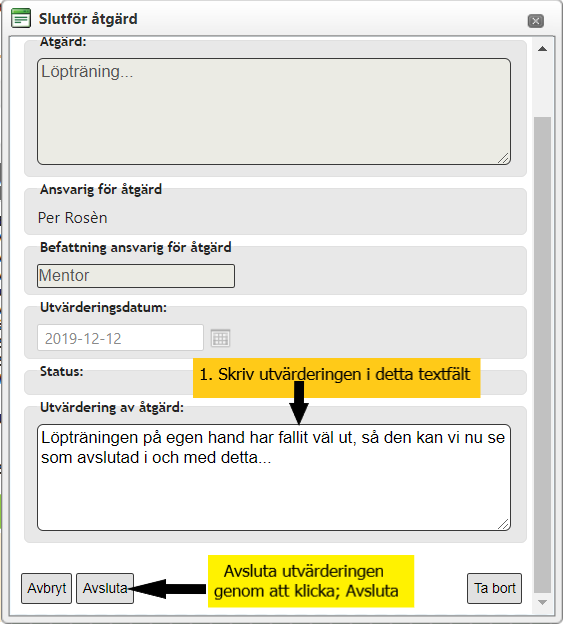 Slutför åtgärd
Åtgärd:
Löpträning...
Ansvarig för åtgärd
Per Rosèn
Befattning ansvarig för åtgärd
Mentor
Utvärderingsdatum:
2019-12-12
Status:
1. Skriv utvärderingen i detta textfält
Utvärdering av åtgärd:
Löpträningen på egen hand har fallit väl ut, så den kan vi nu se
som avslutad i och med detta...
Avbryt
Avsluta
Avsluta utvärderingen
genom att klicka; Avsluta
Ta bort